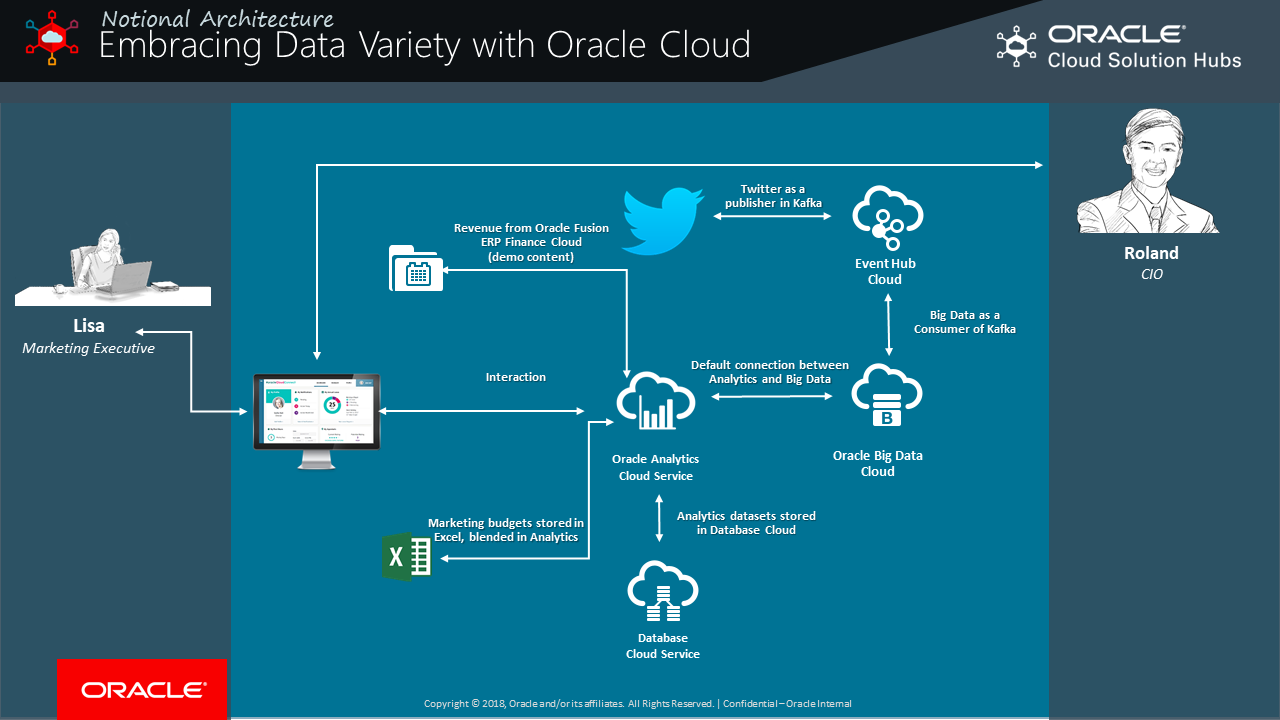 Notional Architecture
Embracing Data Variety with Oracle Cloud
ORACLE®
Cloud Solution Hubs
Twitter as a
publisher in Kafka
Revenue from Oracle Fusion
ERP Finance Cloud
(demo content)
Event Hub
Cloud
Roland
CIO
Lisa
Marketing Executive
Big Data as a
Consumer of Kafka
Interaction
Default connection between
Analytics and Big Data
25
B
Oracle Analytics
Cloud Service
Oracle Big Data
Cloud
Marketing budgets stored in
Excel, blended in Analytics
X
Analytics datasets stored
in Database Cloud
Database
Cloud Service
ORACLE®
Copyright © 2018, Oracle and/or its affiliates. All Rights Reserved. | Confidential – Oracle Internal